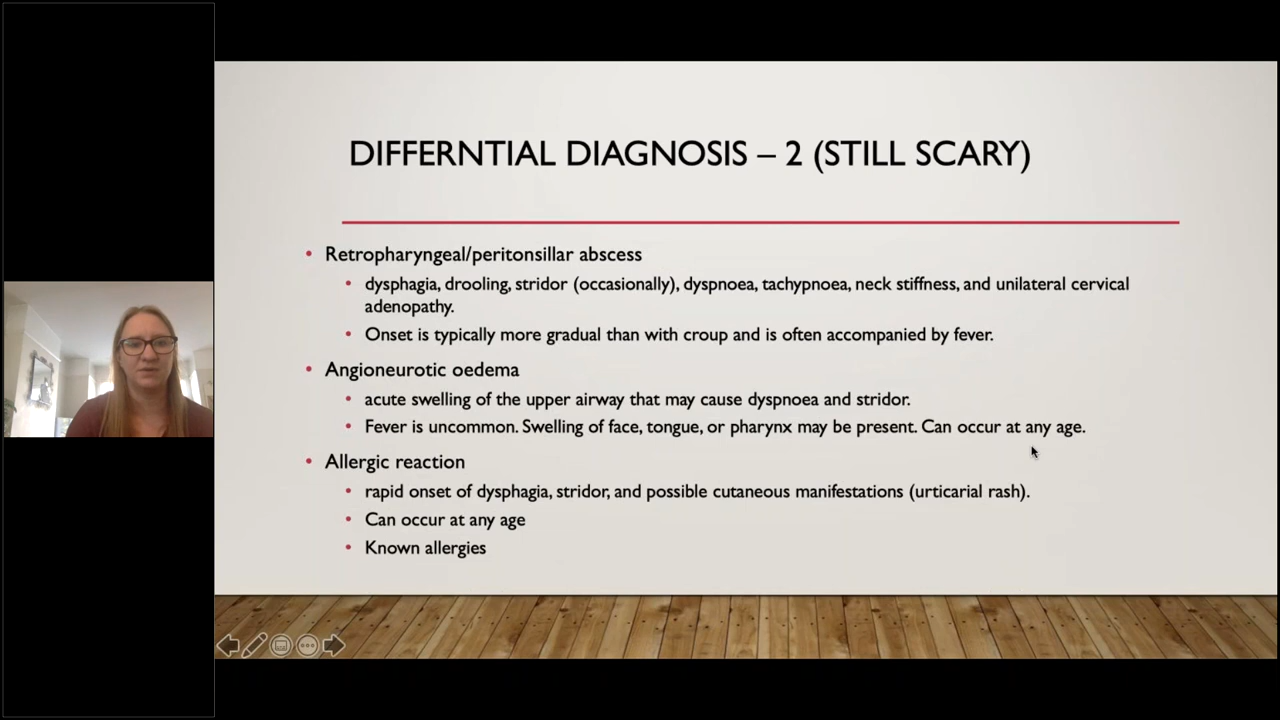 DIFFERNTIAL DIAGNOSIS – 2 (STILL SCARY)
• Retropharyngeal/peritonsillar abscess
• dysphagia, drooling, stridor (occasionally), dyspnoea, tachypnoea, neck stiffness, and unilateral cervical
adenopathy.
• Onset is typically more gradual than with croup and is often accompanied by fever.
• Angioneurotic oedema
• acute swelling of the upper airway that may cause dyspnoea and stridor.
• Fever is uncommon. Swelling of face, tongue, or pharynx may be present. Can occur at any age.
• Allergic reaction
• rapid onset of dysphagia, stridor, and possible cutaneous manifestations (urticarial rash).
• Can occur at any age
• Known allergies